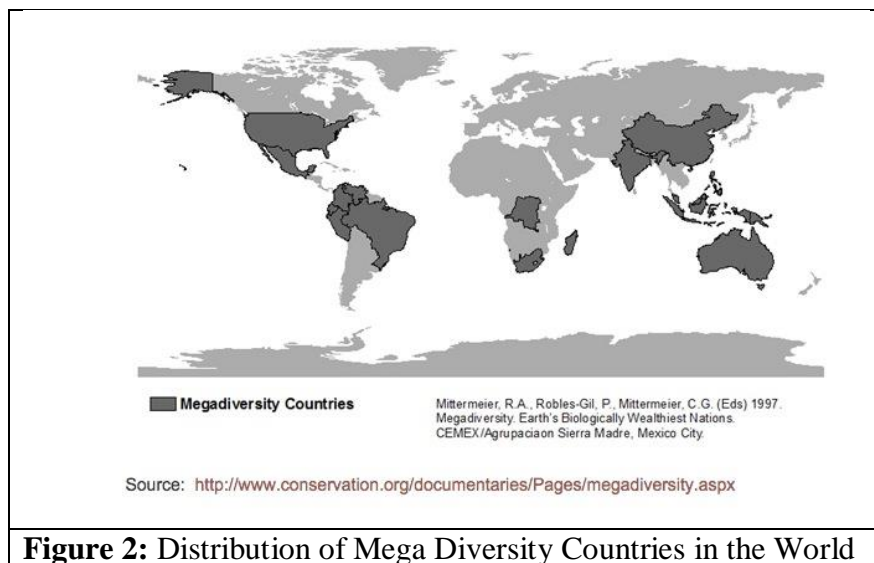 Megadiversity Countries
Mittermeier, R.A., Robles-Gil, P., Mittermeier, C.G. (Eds) 1997.
Megadiversity. Earth's Biologically Wealthiest Nations.
CEMEX/Agrupaciaon Sierra Madre, Mexico City.
Source: http://www.conservation.org/documentaries/Pages/megadiversity.aspx
Figure 2: Distribution of Mega Diversity Countries in the World